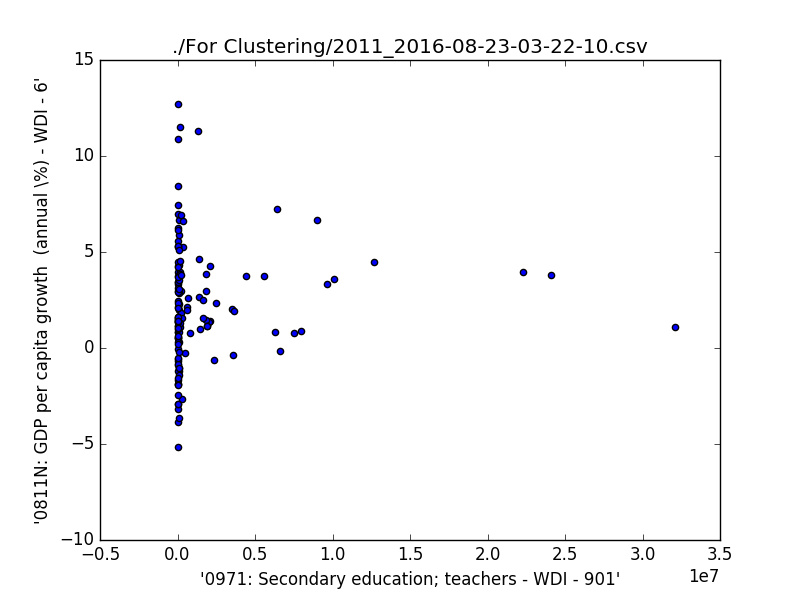 ./For Clustering/2011_2016-08-23-03-22-10.csv
15
10
5
0
−5
−10
'0811N: GDP per capita growth  (annual \%) - WDI - 6'
−0.5 0.0 0.5 1.0 1.5 2.0 2.5 3.0 3.5
1e7
'0971: Secondary education; teachers - WDI - 901'